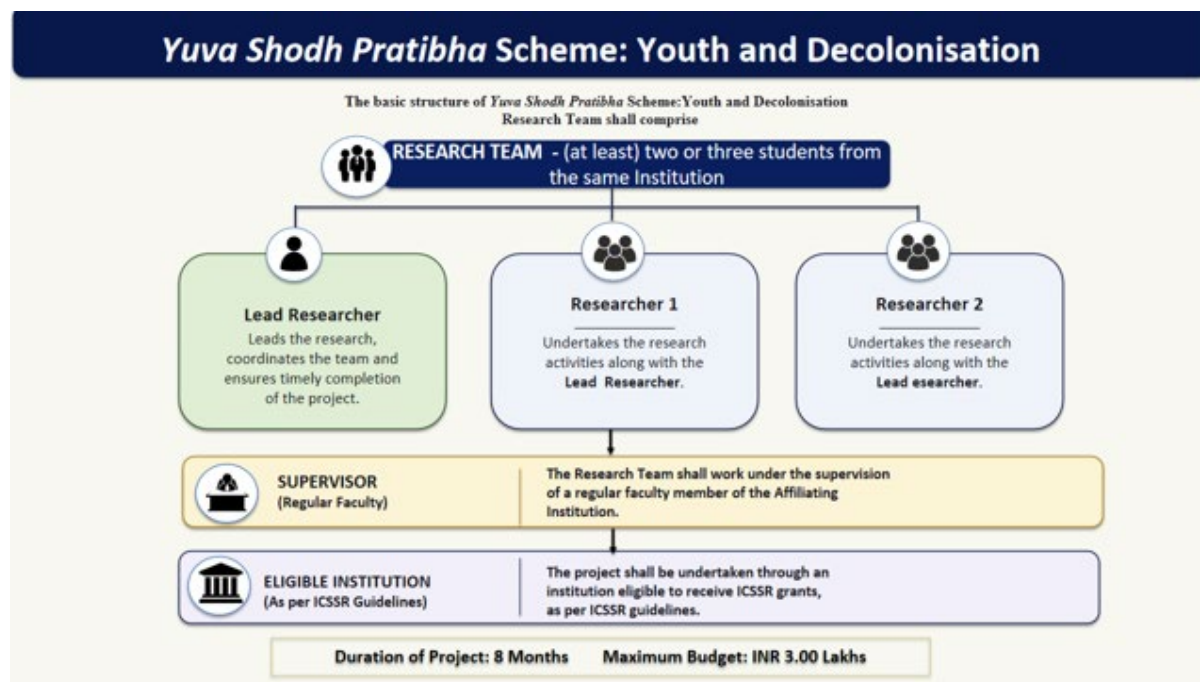 Yuva Shodh Pratibha Scheme: Youth and Decolonisation
The basic structure of Yuva Shodh Pratibha Scheme:Youth and Decolonisation
Research Team shall comprise
RESEARCH TEAM - (at least) two or three students from
the same Institution
Lead Researcher
Leads the research,
coordinates the team and
ensures timely completion
of the project.
Researcher 1
Undertakes the research
activities along with the
Lead Researcher.
Researcher 2
Undertakes the research
activities along with the
Lead esearcher.
SUPERVISOR
(Regular Faculty)
The Research Team shall work under the supervision
of a regular faculty member of the Affiliating
Institution.
ELIGIBLE INSTITUTION
(As per ICSSR Guidelines)
The project shall be undertaken through an
institution eligible to receive ICSSR grants,
as per ICSSR guidelines.
Duration of Project: 8 Months Maximum Budget: INR 3.00 Lakhs